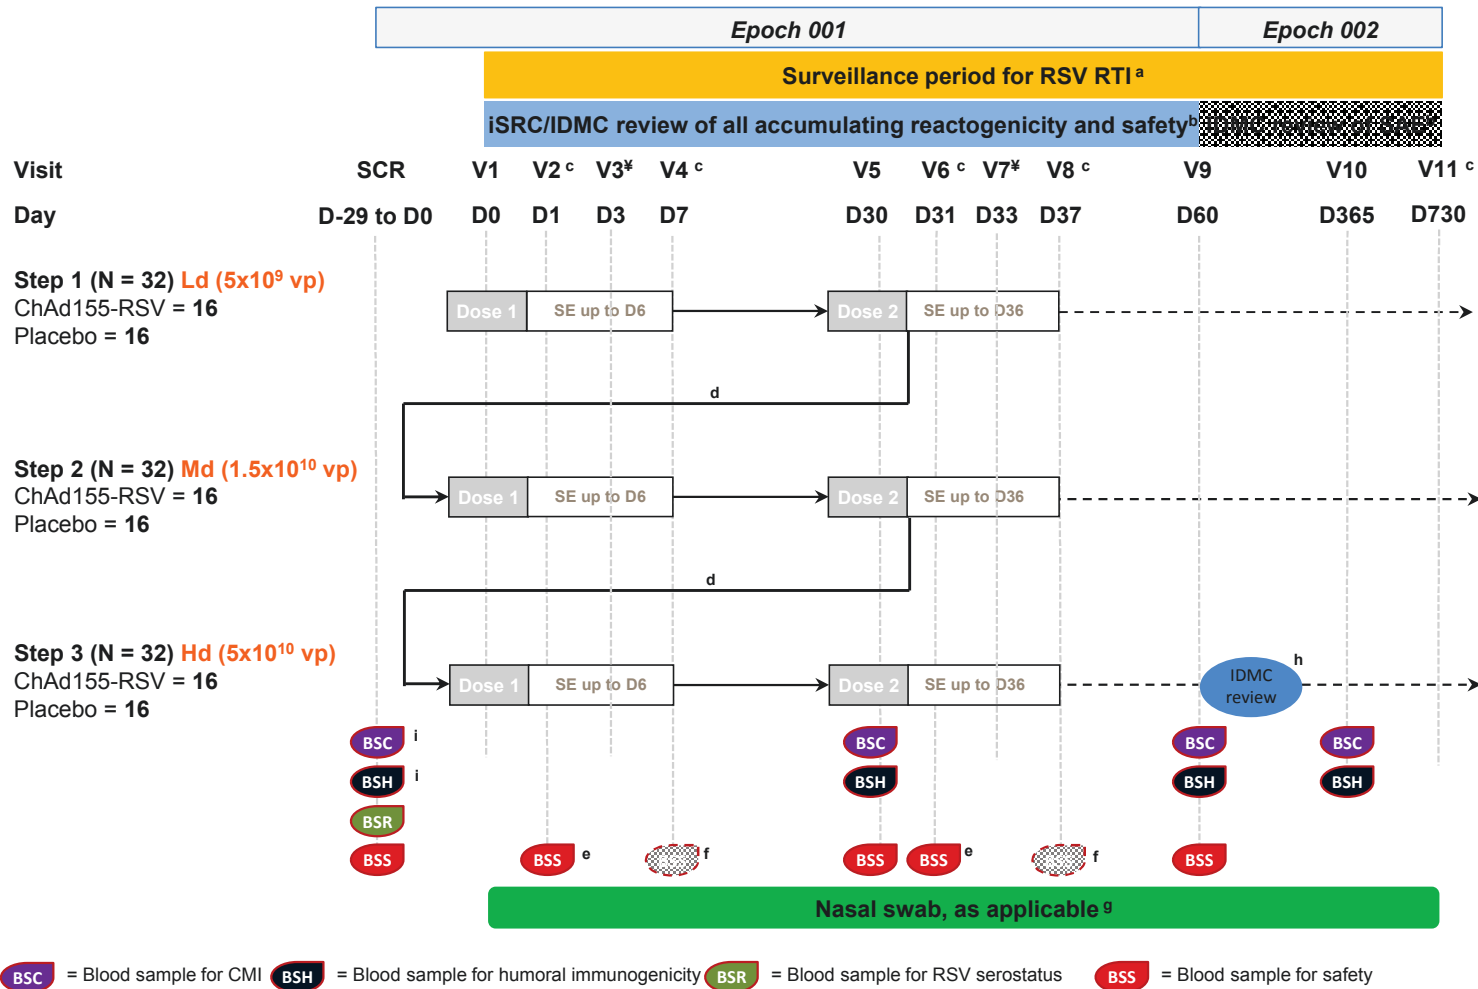 Epoch 001 Epoch 002
Surveillance period for RSV RTI a
iSRC/IDMC review of all accumulating reactogenicity and safety b IDMC review of
Visit SCR V1 V2 c V3¥ V4 c V5 V6 c V7¥ V8 c V9 V10 V11 c
Day D-29 to D0 D0 D1 D3 D7 D30 D31 D33 D37 D60 D365 D730
Step 1 (N = 32) Ld (5x10⁹ vp)
ChAd155-RSV = 16
Placebo = 16
Dose 1 SE up to D6 Dose 2 SE up to D36
d
Step 2 (N = 32) Md (1.5x10¹⁰ vp)
ChAd155-RSV = 16
Placebo = 16
Dose 1 SE up to D6 Dose 2 SE up to D36
d
Step 3 (N = 32) Hd (5x10¹⁰ vp)
ChAd155-RSV = 16
Placebo = 16
Dose 1 SE up to D6 Dose 2 SE up to D36
IDMC h
review
BSC i BSC BSC BSC
BSH i BSH BSH BSH
BSR
BSS BSS e f BSS BSS e f BSS
Nasal swab, as applicable g
BSC = Blood sample for CMI BSH = Blood sample for humoral immunogenicity BSR = Blood sample for RSV serostatus BSS = Blood sample for safety